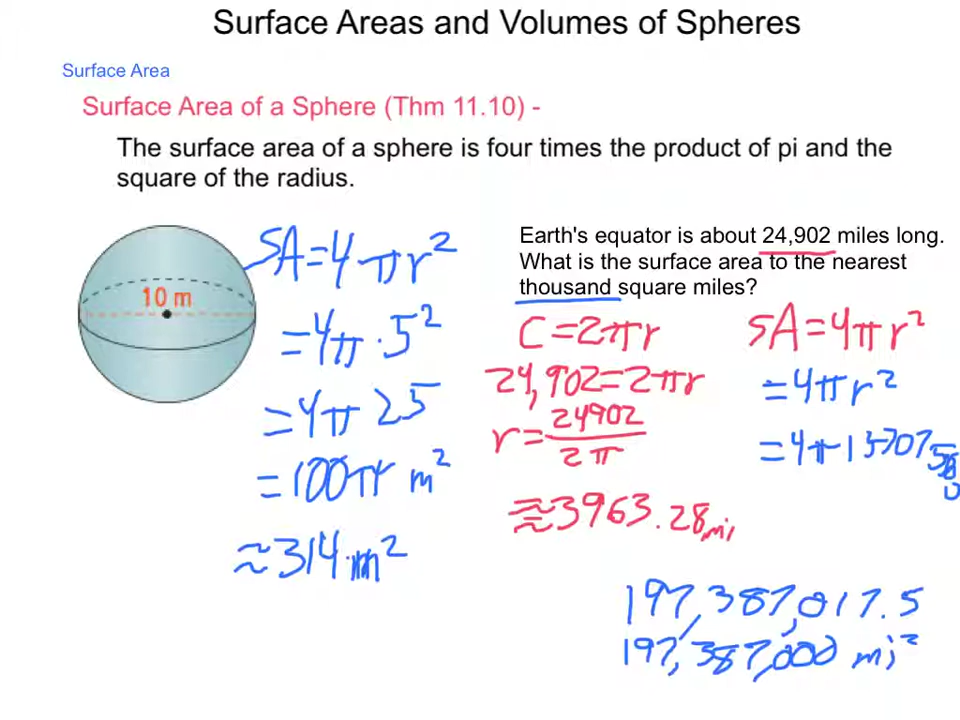 Surface Areas and Volumes of Spheres
Surface Area
Surface Area of a Sphere (Thm 11.10) -
The surface area of a sphere is four times the product of pi and the
square of the radius.
10 m
SA=4πr²
=4π·5²
=4π 25
=100π m²
≈314 m²
Earth's equator is about 24,902 miles long.
What is the surface area to the nearest
thousand square miles?
C=2πr
24,902=2πr
r=24902/2π
≈3963.28mi
SA=4πr²
=4πr²
=4π
197,387,017.5
197,387,000 mi²